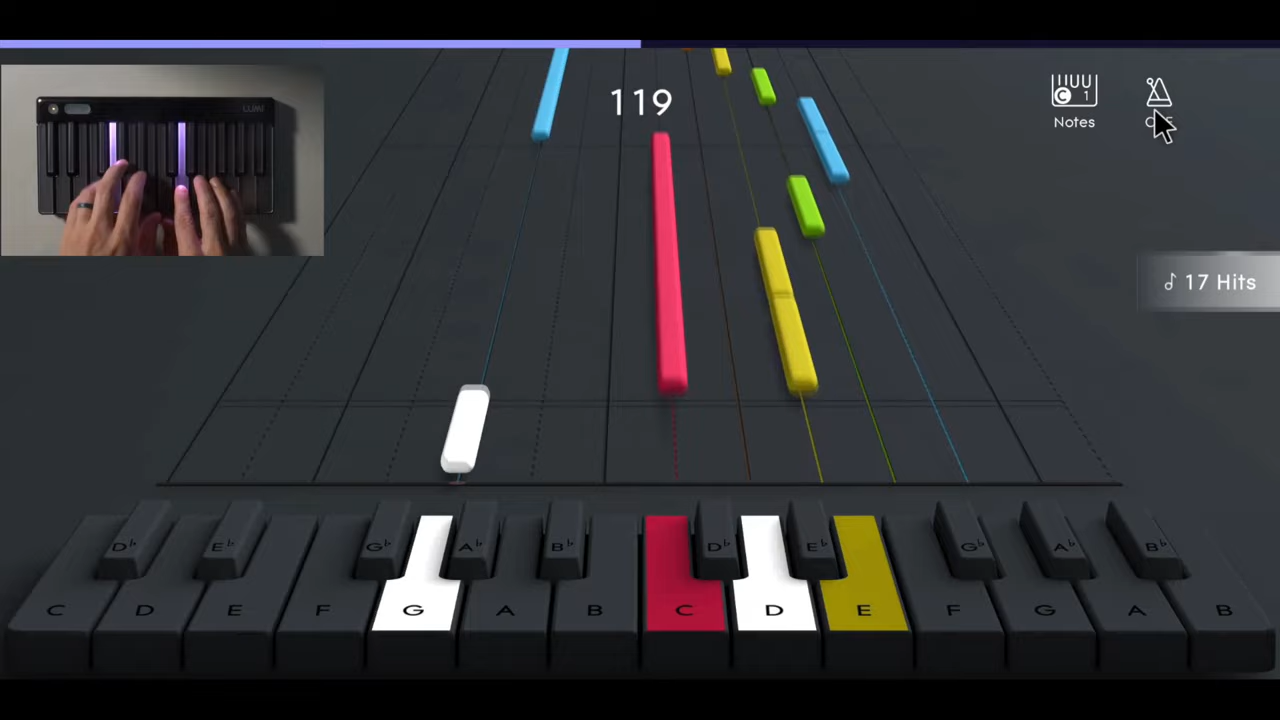 119
C 1
Notes
17 Hits
D♭ E♭ G♭ A♭ B♭ D♭ E♭ G♭ A♭ B♭
C D E F G A B C D E F G A B